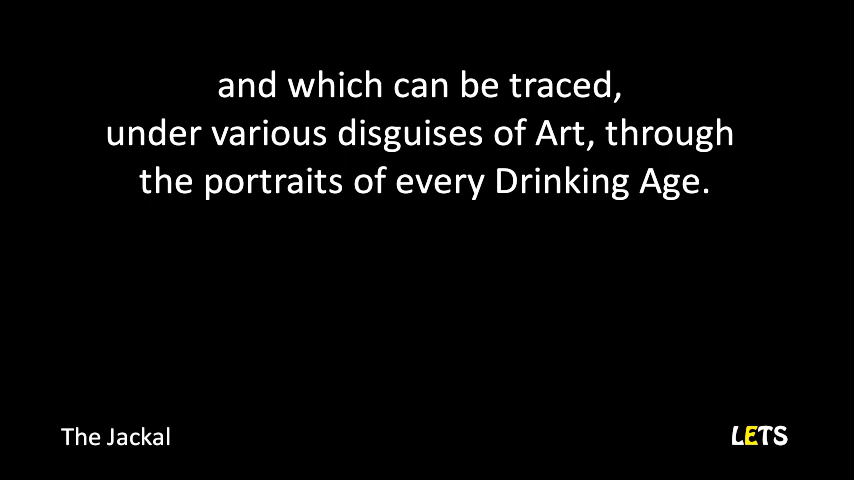 and which can be traced,
under various disguises of Art, through
the portraits of every Drinking Age.
The Jackal
LETS